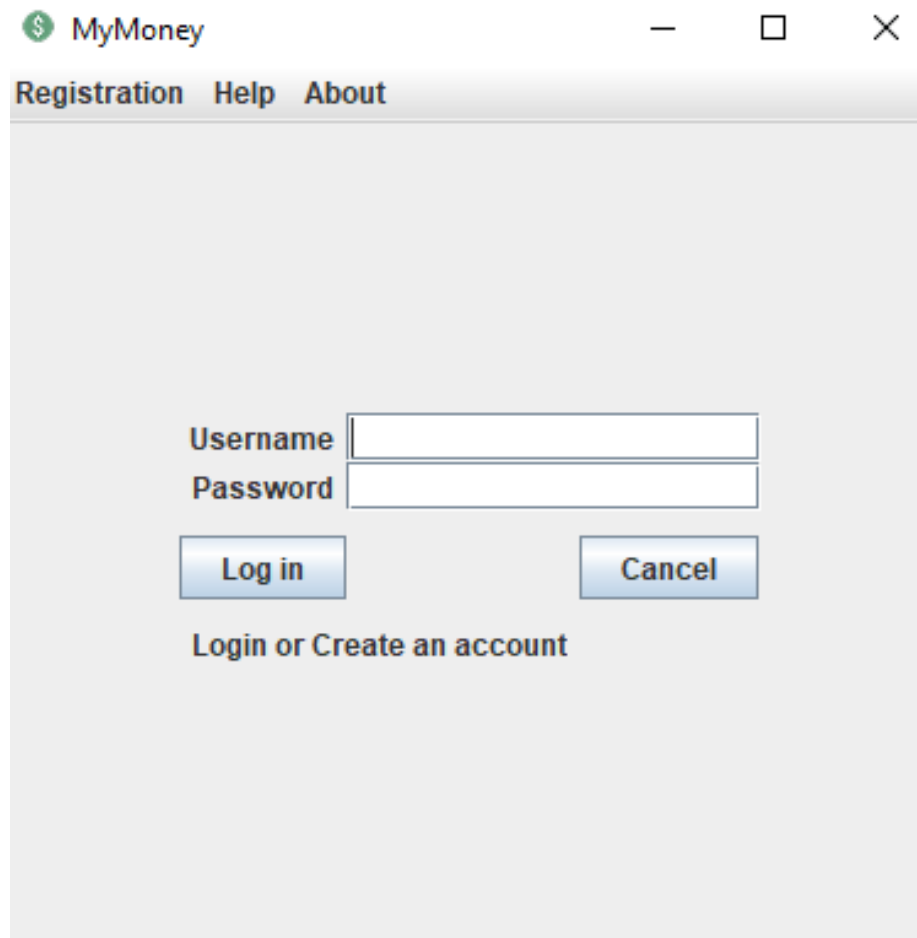 MyMoney
Registration Help About
Username
Password
Log in Cancel
Login or Create an account